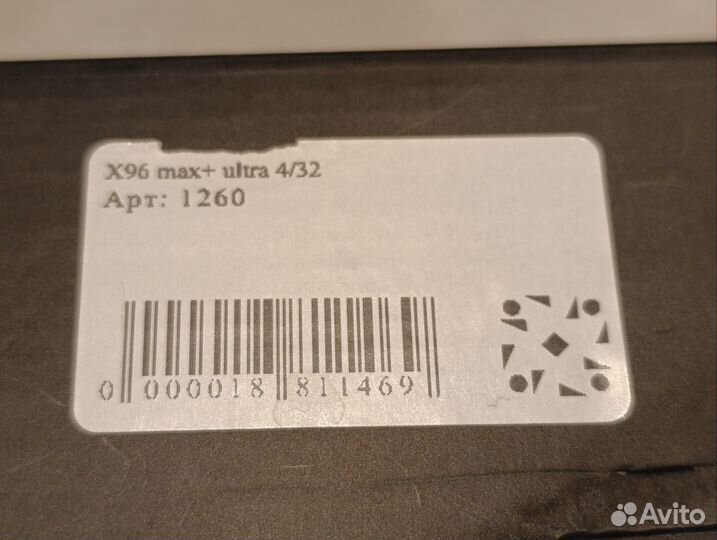 X96 max+ ultra 4/32
Арт: 1260
0 000018 811469
Avito